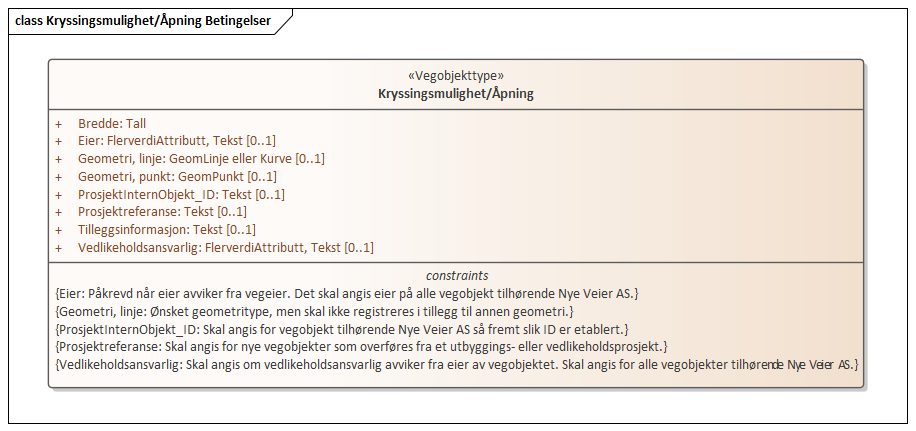 class Kryssingsmulighet/Åpning Betingelser
«Vegobjekttype»
Kryssingsmulighet/Åpning
+ Bredde: Tall
+ Eier: FlerverdiAttributt, Tekst [0..1]
+ Geometri, linje: GeomLinje eller Kurve [0..1]
+ Geometri, punkt: GeomPunkt [0..1]
+ ProsjektInternObjekt_ID: Tekst [0..1]
+ Prosjektreferanse: Tekst [0..1]
+ Tilleggsinformasjon: Tekst [0..1]
+ Vedlikeholdsansvarlig: FlerverdiAttributt, Tekst [0..1]
constraints
{Eier: Påkrevd når eier avviker fra vegeier. Det skal angis eier på alle vegobjekt tilhørende Nye Veier AS.}
{Geometri, linje: Ønsket geometritype, men skal ikke registreres i tillegg til annen geometri.}
{ProsjektInternObjekt_ID: Skal angis for vegobjekt tilhørende Nye Veier AS så fremt slik ID er etablert.}
{Prosjektreferanse: Skal angis for nye vegobjekter som overføres fra et utbyggings- eller vedlikeholdsprosjekt.}
{Vedlikeholdsansvarlig: Skal angis om vedlikeholdsansvarlig avviker fra eier av vegobjektet. Skal angis for alle vegobjekter tilhørende Nye Veier AS.}